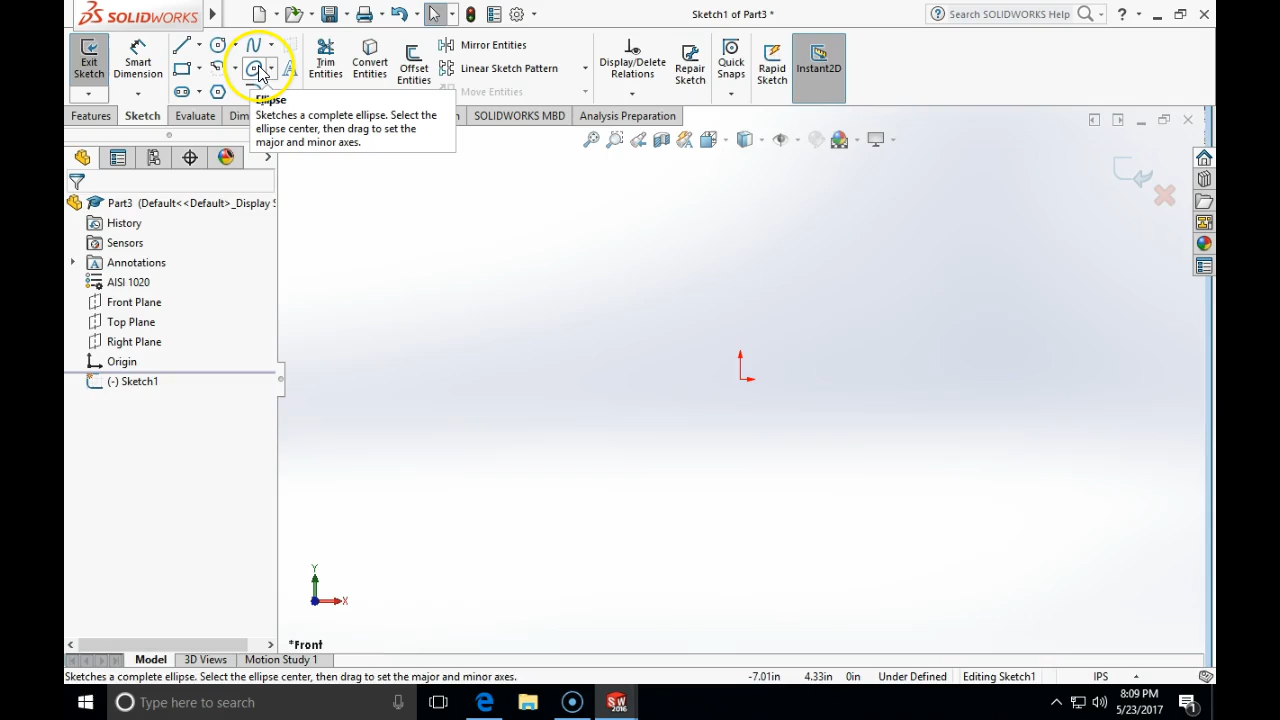 SOLIDWORKS
Sketch1 of Part3 *
Search SOLIDWORKS Help
?
Exit Sketch
Smart Dimension
Trim Entities
Convert Entities
Offset Entities
Mirror Entities
Linear Sketch Pattern
Move Entities
Display/Delete Relations
Repair Sketch
Quick Snaps
Rapid Sketch
Instant2D
Ellipse
Sketches a complete ellipse. Select the
ellipse center, then drag to set the
major and minor axes.
Features
Sketch
Evaluate
Dim
SOLIDWORKS MBD
Analysis Preparation
Part3 (Default<<Default>_Display S
History
Sensors
Annotations
AISI 1020
Front Plane
Top Plane
Right Plane
Origin
(-) Sketch1
Y
X
*Front
Model
3D Views
Motion Study 1
Sketches a complete ellipse. Select the ellipse center, then drag to set the major and minor axes.
-7.01in
4.33in
0in
Under Defined
Editing Sketch1
IPS
Type here to search
SW
2016
8:09 PM
5/23/2017
1